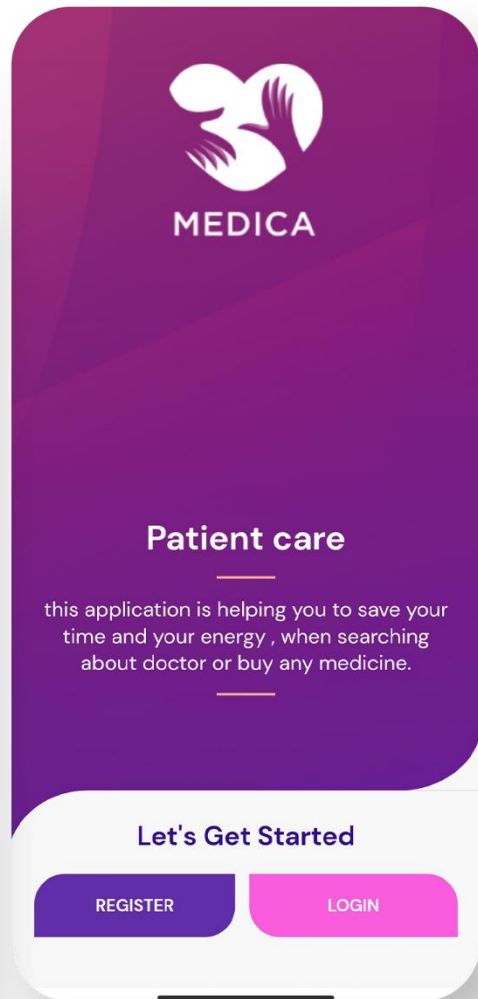 MEDICA
Patient care
this application is helping you to save your
time and your energy , when searching
about doctor or buy any medicine.
Let's Get Started
REGISTER
LOGIN